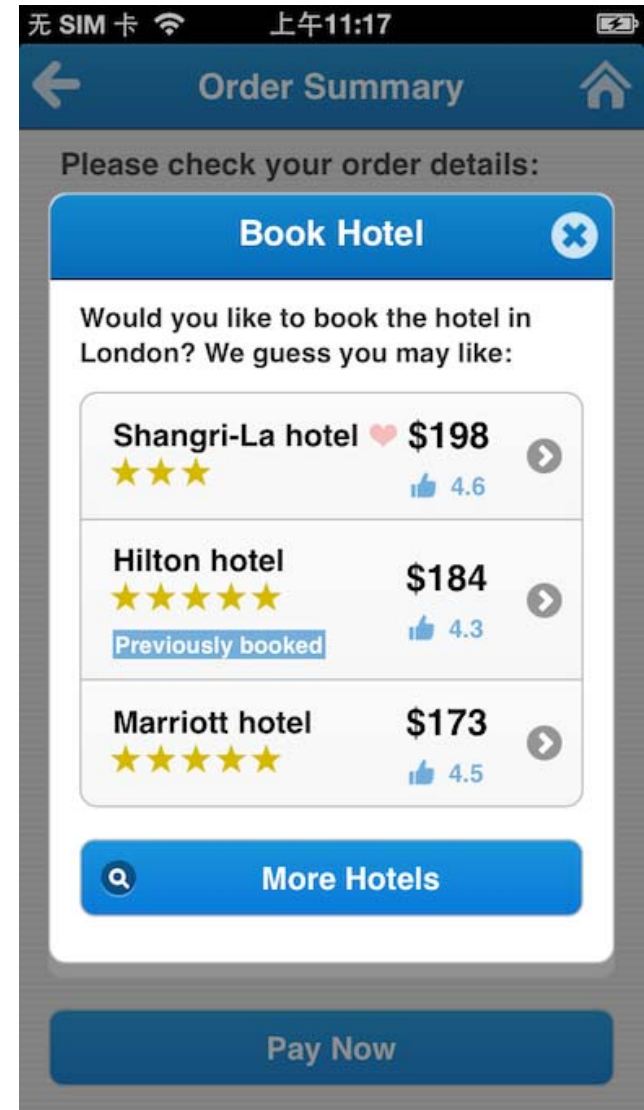 无 SIM 卡 上午11:17
Order Summary
Please check your order details:
Book Hotel
Would you like to book the hotel in
London? We guess you may like:
Shangri-La hotel $198
4.6
Hilton hotel
$184
Previously booked 4.3
Marriott hotel $173
4.5
More Hotels
Pay Now